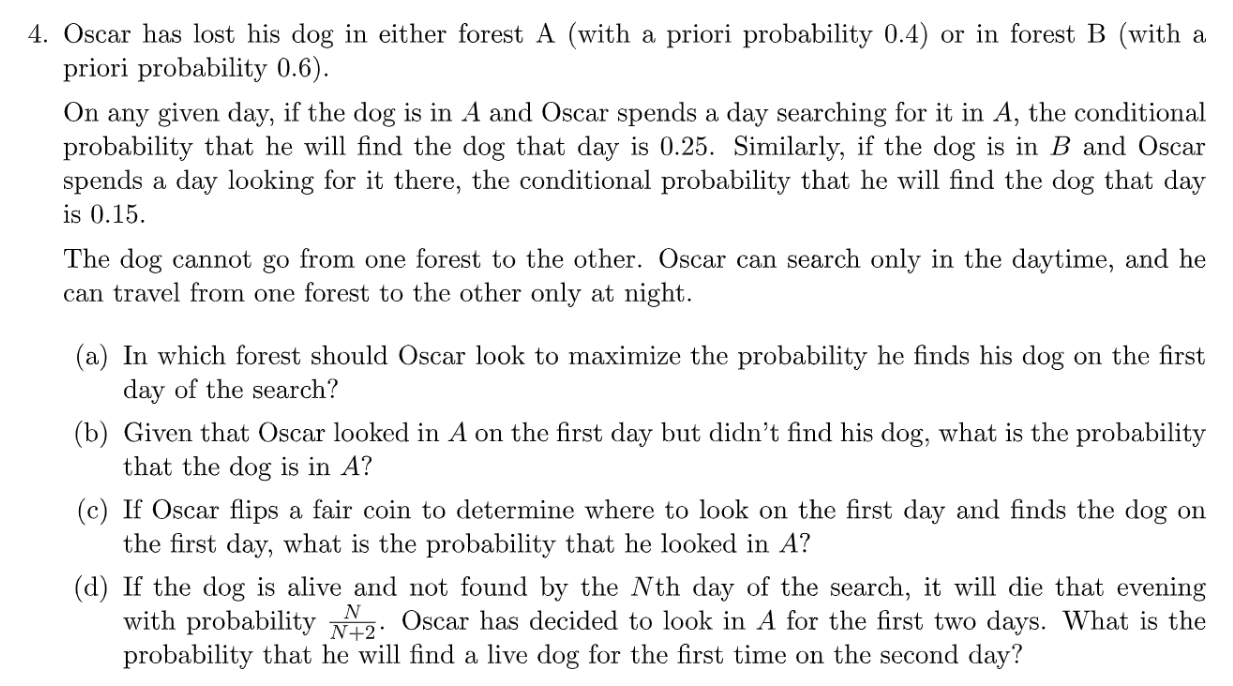 4. Oscar has lost his dog in either forest A (with a priori probability 0.4) or in forest B (with a
priori probability 0.6).
On any given day, if the dog is in A and Oscar spends a day searching for it in A, the conditional
probability that he will find the dog that day is 0.25. Similarly, if the dog is in B and Oscar
spends a day looking for it there, the conditional probability that he will find the dog that day
is 0.15.
The dog cannot go from one forest to the other. Oscar can search only in the daytime, and he
can travel from one forest to the other only at night.
(a) In which forest should Oscar look to maximize the probability he finds his dog on the first
day of the search?
(b) Given that Oscar looked in A on the first day but didn't find his dog, what is the probability
that the dog is in A?
(c) If Oscar flips a fair coin to determine where to look on the first day and finds the dog on
the first day, what is the probability that he looked in A?
(d) If the dog is alive and not found by the Nth day of the search, it will die that evening
with probability N/N+2. Oscar has decided to look in A for the first two days. What is the
probability that he will find a live dog for the first time on the second day?